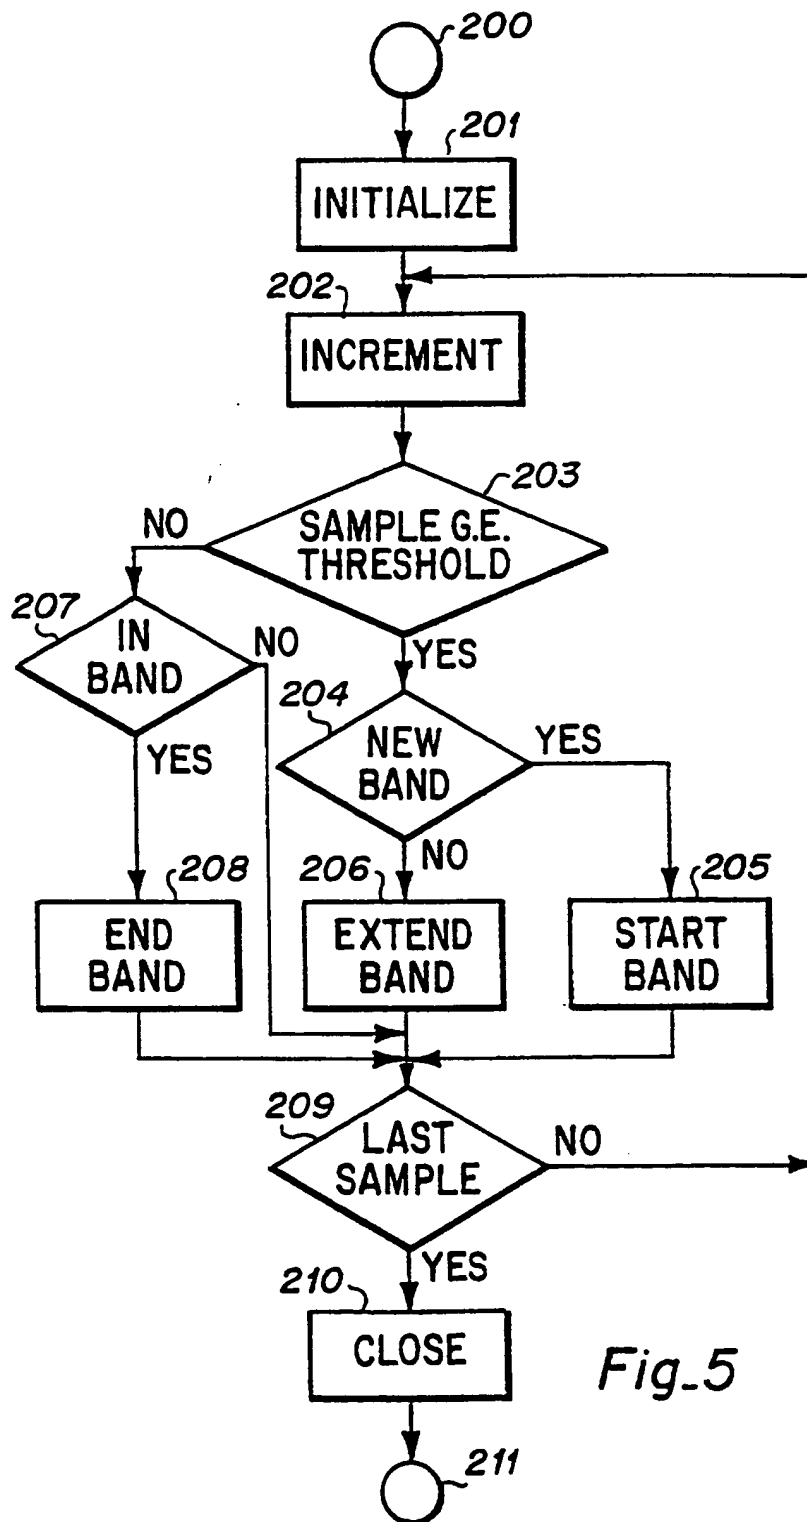 200
201
INITIALIZE
202
INCREMENT
203
SAMPLE G.E.
THRESHOLD
NO
YES
207
IN
BAND
NO
YES
204
NEW
BAND
YES
NO
208
END
BAND
206
EXTEND
BAND
205
START
BAND
209
LAST
SAMPLE
NO
YES
210
CLOSE
211
Fig_5